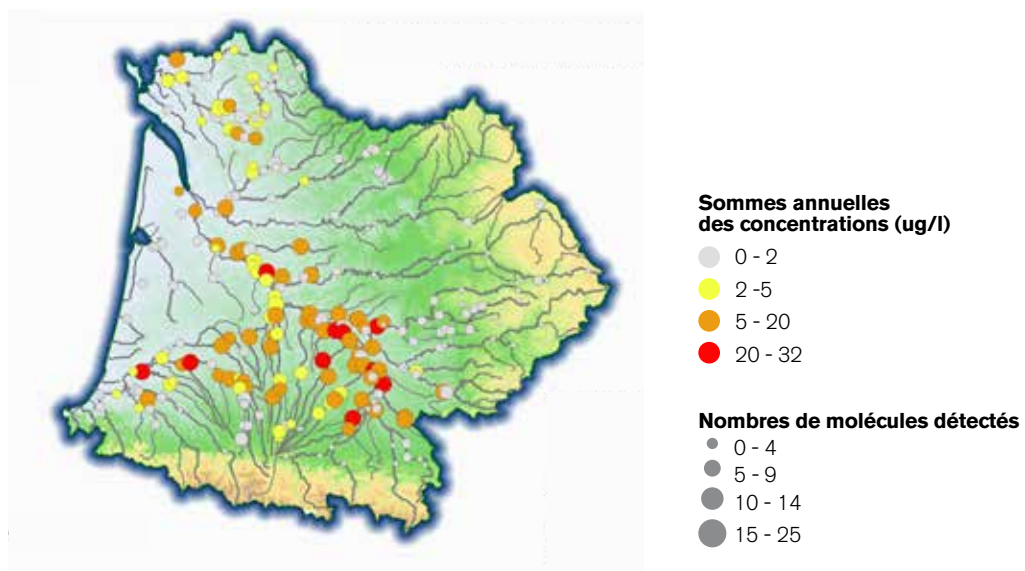 Sommes annuelles
des concentrations (ug/l)
0 - 2
2 -5
5 - 20
20 - 32
Nombres de molécules détectés
0 - 4
5 - 9
10 - 14
15 - 25